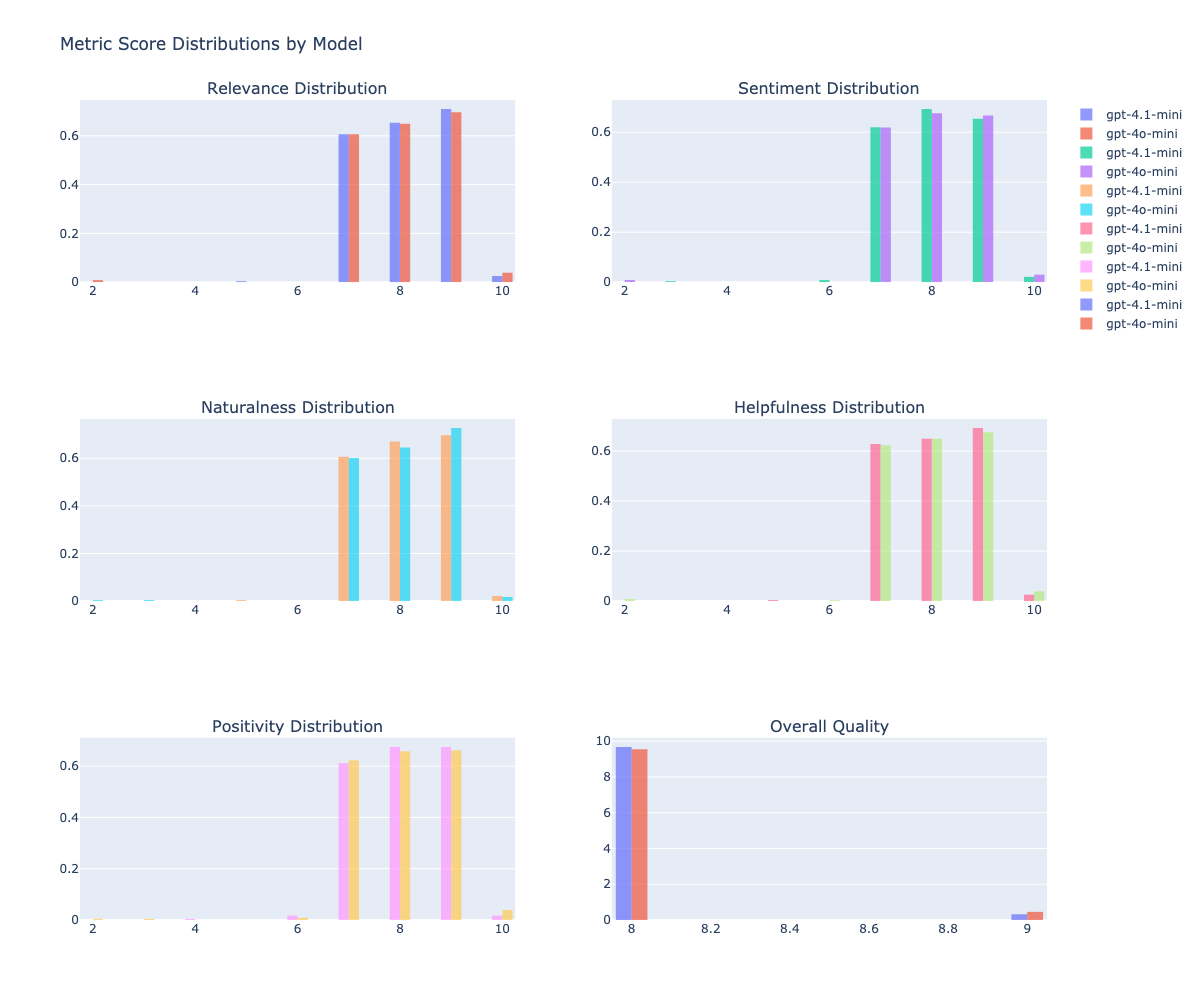 Metric Score Distributions by Model
Relevance Distribution
0.6
0.4
0.2
0
2 4 6 8 10
Sentiment Distribution
0.6
0.4
0.2
0
2 4 6 8 10
gpt-4.1-mini
gpt-4o-mini
gpt-4.1-mini
gpt-4o-mini
gpt-4.1-mini
gpt-4o-mini
gpt-4.1-mini
gpt-4o-mini
gpt-4.1-mini
gpt-4o-mini
gpt-4.1-mini
gpt-4o-mini
Naturalness Distribution
0.6
0.4
0.2
0
2 4 6 8 10
Helpfulness Distribution
0.6
0.4
0.2
0
2 4 6 8 10
Positivity Distribution
0.6
0.4
0.2
0
2 4 6 8 10
Overall Quality
10
8
6
4
2
0
8 8.2 8.4 8.6 8.8 9